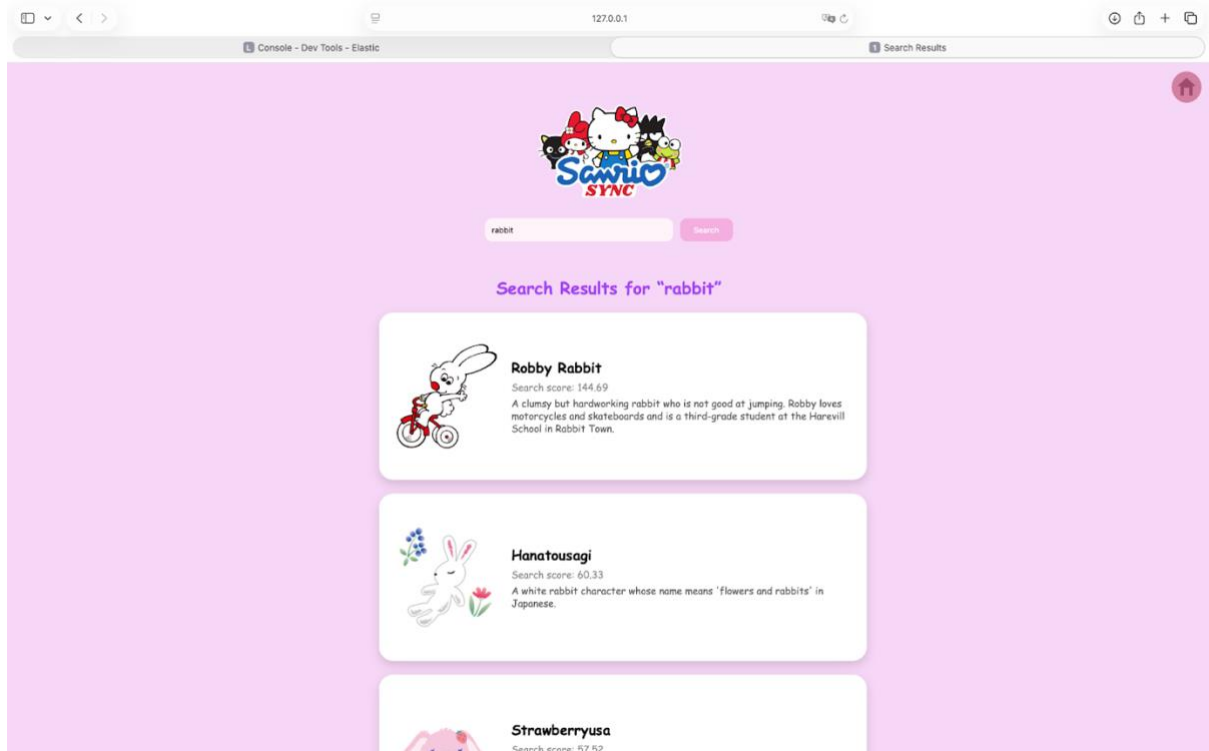 127.0.0.1
L Console - Dev Tools - Elastic
1 Search Results
Sanrio
SYNC
rabbit
Search
Search Results for “rabbit”
Robby Rabbit
Search score: 144.69
A clumsy but hardworking rabbit who is not good at jumping. Robby loves
motorcycles and skateboards and is a third-grade student at the Harevill
School in Rabbit Town.
Hanatousagi
Search score: 60.33
A white rabbit character whose name means 'flowers and rabbits' in
Japanese.
Strawberryusa
Search score: 57.52